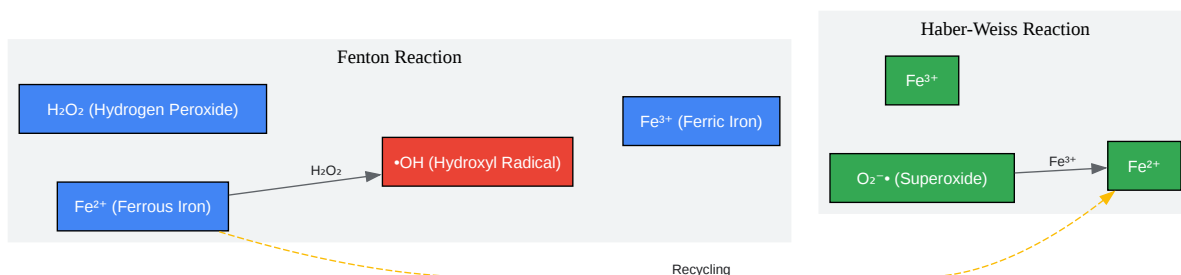 Haber-Weiss Reaction
Fenton Reaction
H₂O₂ (Hydrogen Peroxide)
Fe³⁺ (Ferric Iron)
•OH (Hydroxyl Radical)
H₂O₂
Fe²⁺ (Ferrous Iron)
Fe³⁺
O₂⁻• (Superoxide)
Fe³⁺
Fe²⁺
Recycling